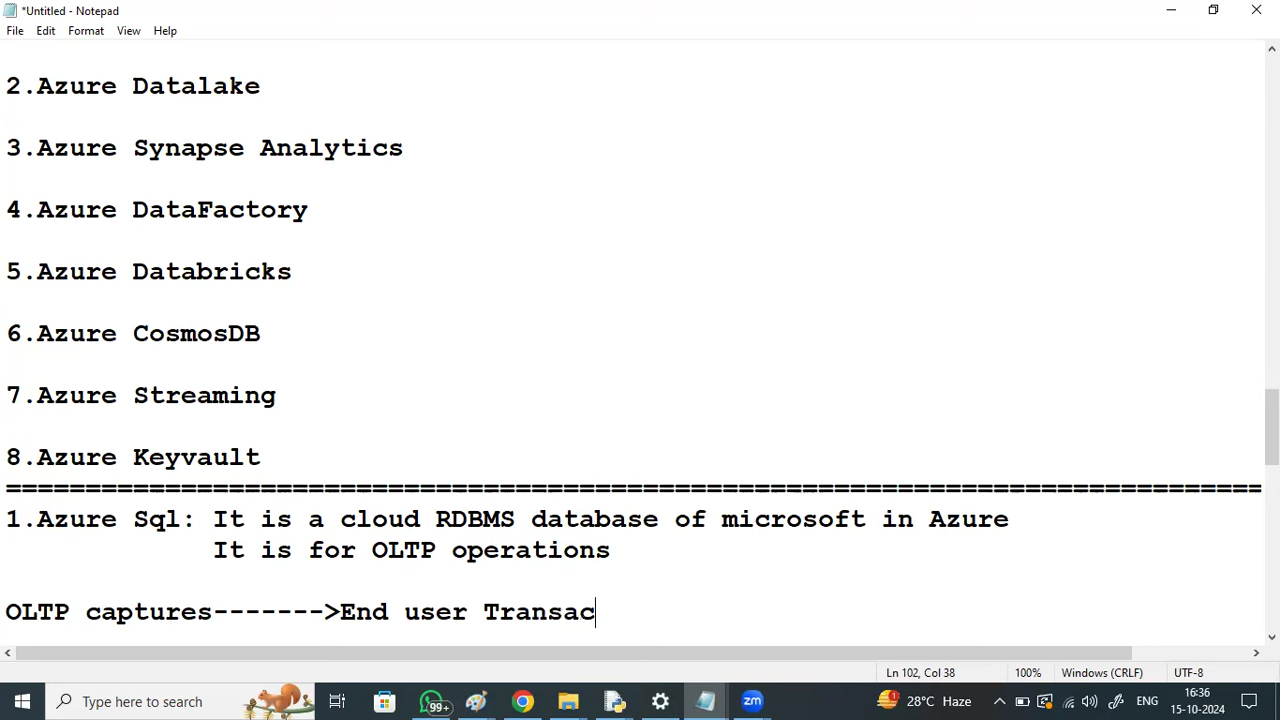 *Untitled - Notepad
File Edit Format View Help
2.Azure Datalake
3.Azure Synapse Analytics
4.Azure DataFactory
5.Azure Databricks
6.Azure CosmosDB
7.Azure Streaming
8.Azure Keyvault
===============================================================================
1.Azure Sql: It is a cloud RDBMS database of microsoft in Azure
It is for OLTP operations
OLTP captures------->End user Transac
Ln 102, Col 38 100% Windows (CRLF) UTF-8
Type here to search 99+ zm 1 28°C Haze ENG 16:36
15-10-2024